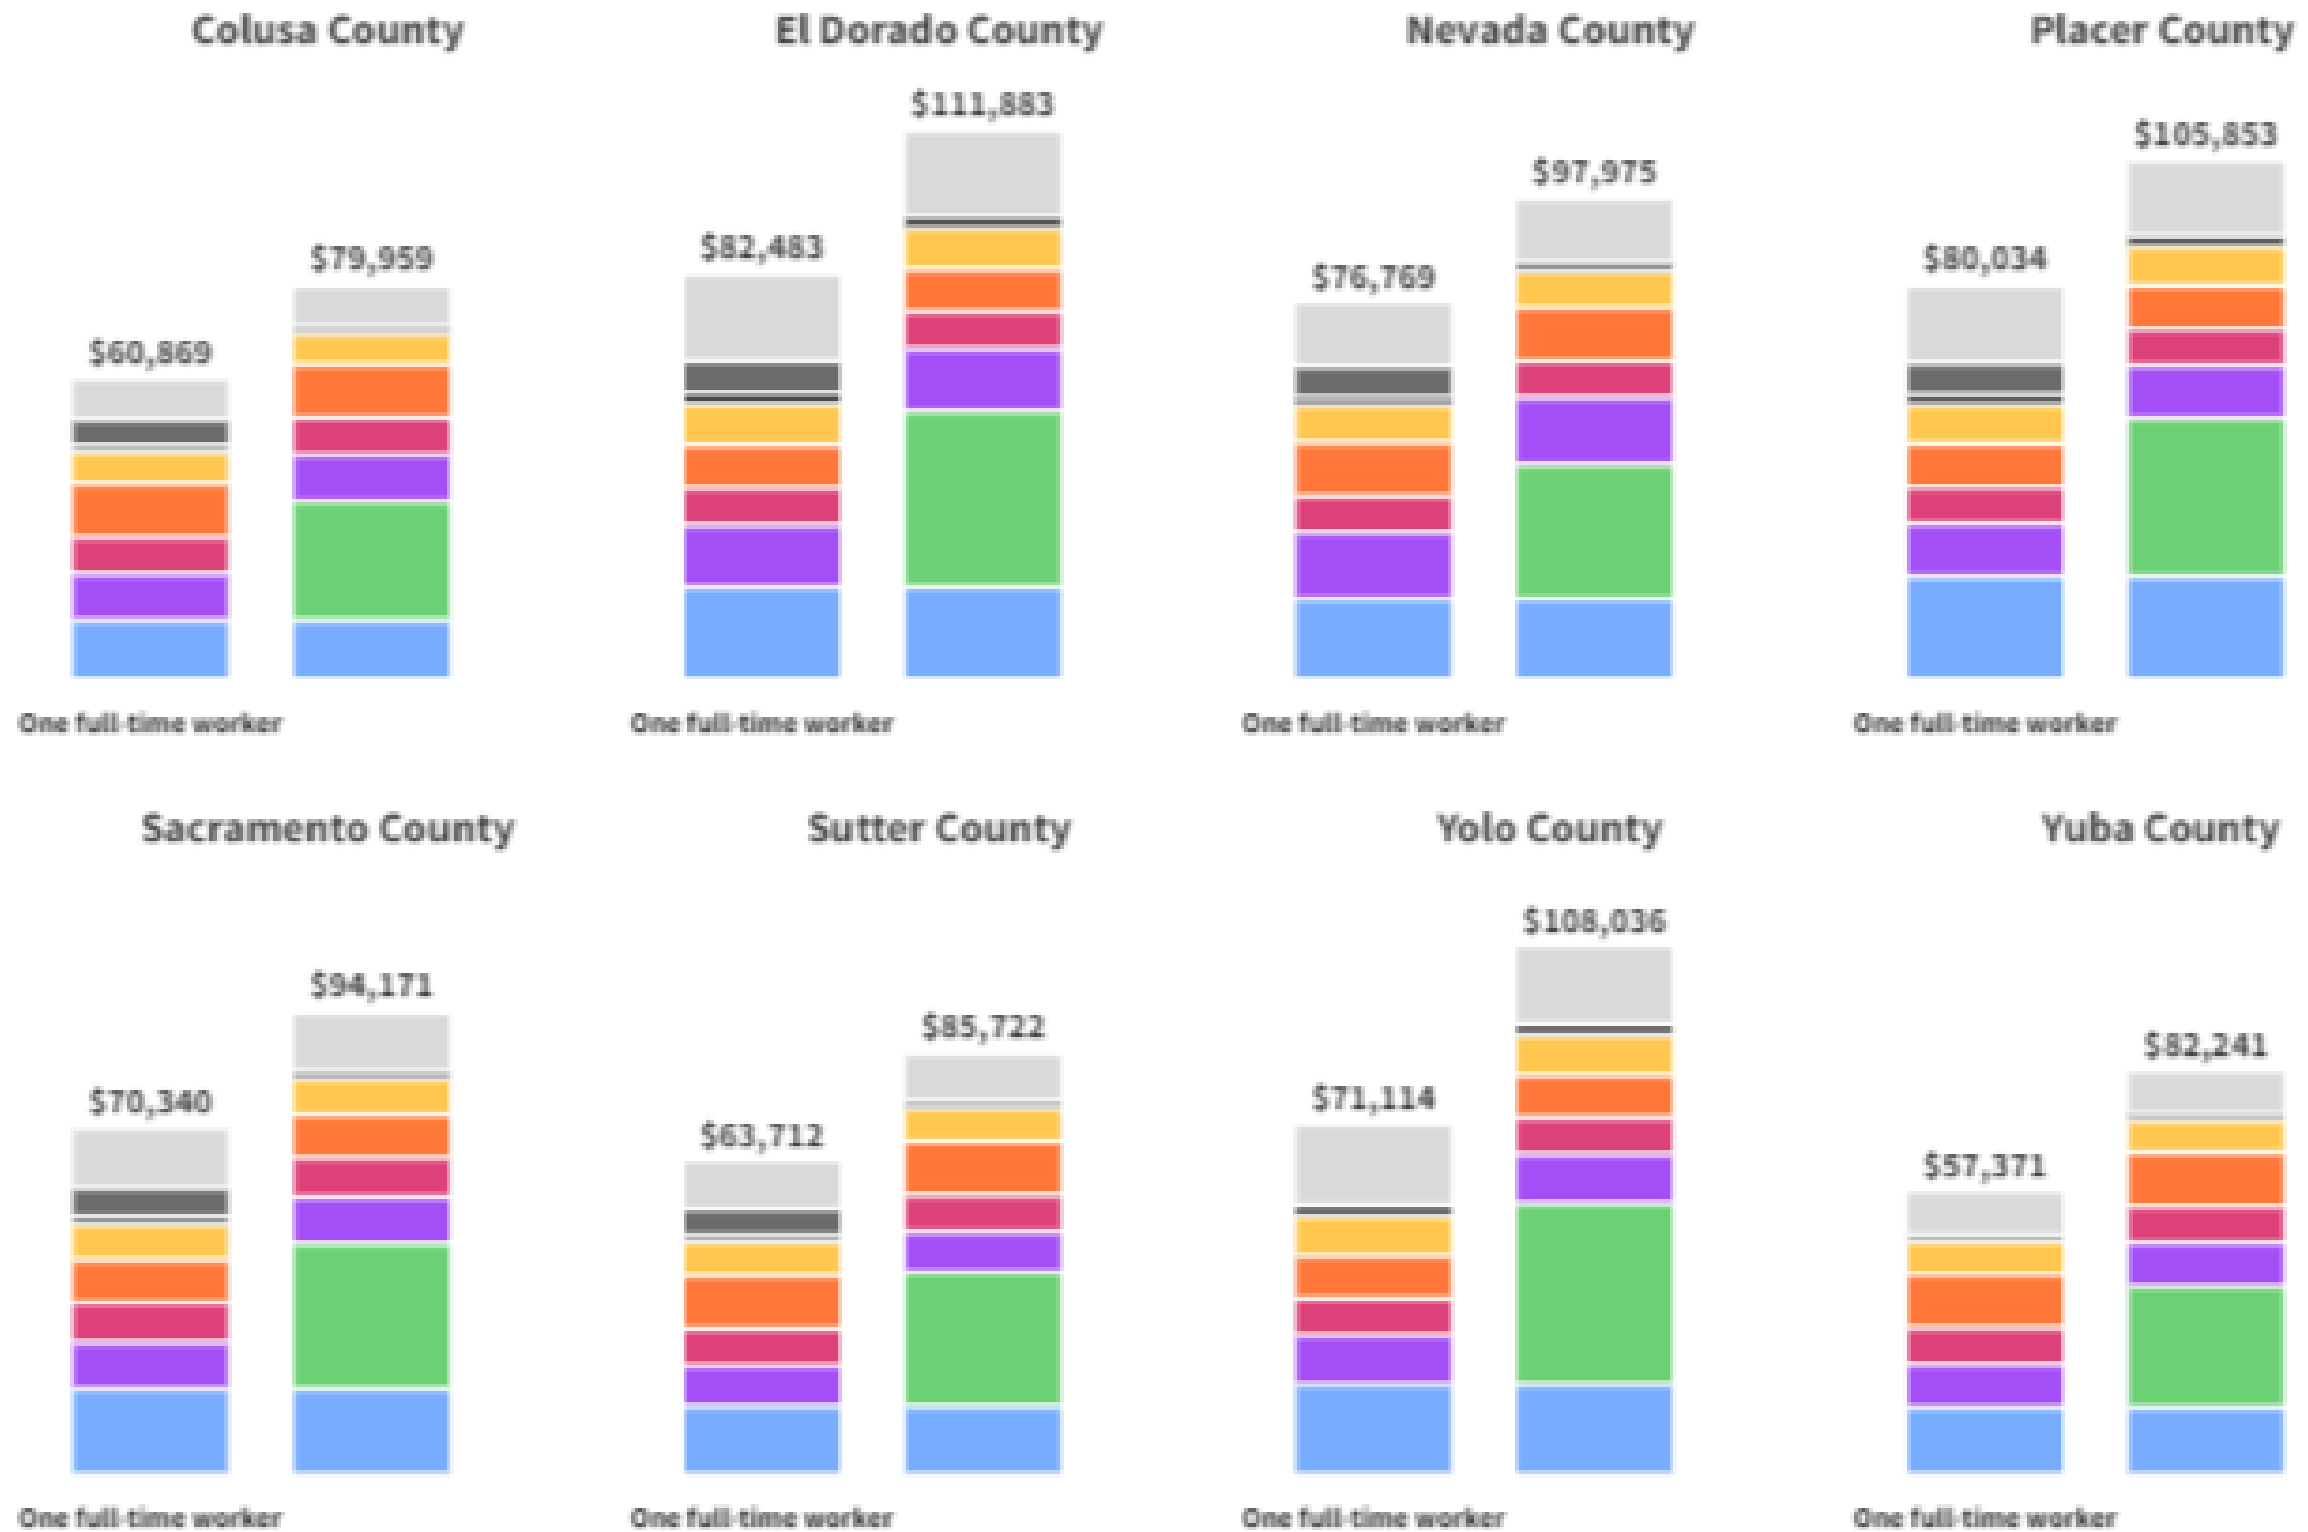 Colusa County El Dorado County Nevada County Placer County
$111,883
$105,853
$97,975
$82,483 $79,959 $80,034
$76,769
$60,869
One full-time worker One full-time worker One full-time worker One full-time worker
Sacramento County Sutter County Yolo County Yuba County
$108,036
$94,171
$85,722
$82,241
$70,340 $71,114
$63,712
$57,371
One full-time worker One full-time worker One full-time worker One full-time worker